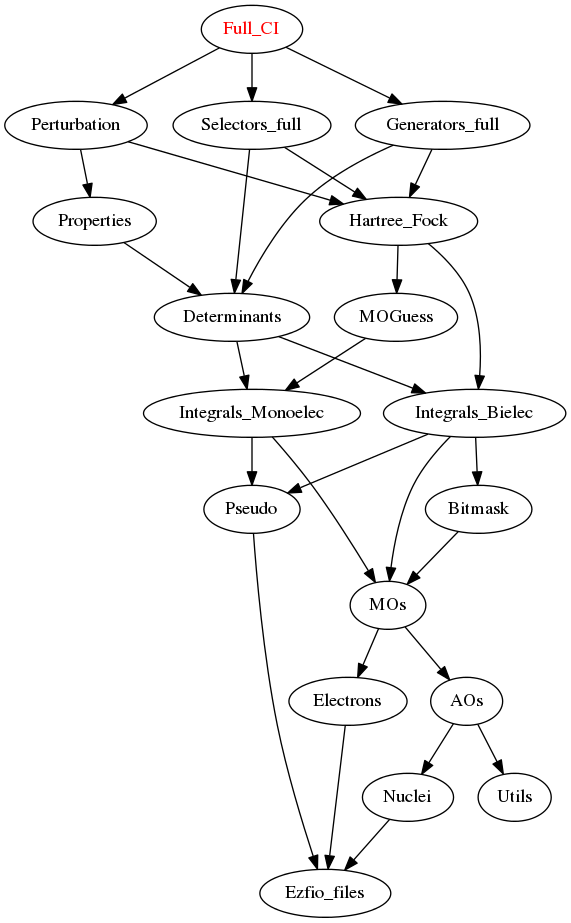 Full_CI
Perturbation
Selectors_full
Generators_full
Properties
Hartree_Fock
Determinants
MOGuess
Integrals_Monoelec
Integrals_Bielec
Pseudo
Bitmask
MOs
Electrons
AOs
Nuclei
Utils
Ezfio_files